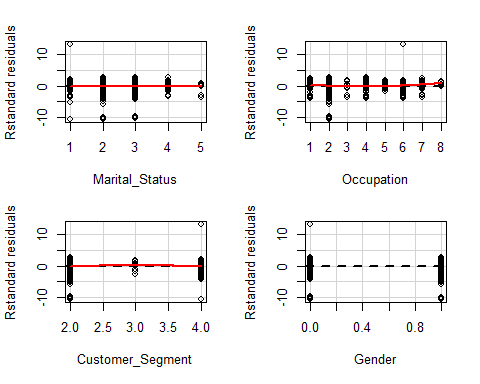 Rstandard residuals
-10 0 10
1 2 3 4 5
Marital_Status
Rstandard residuals
-10 0 10
1 2 3 4 5 6 7 8
Occupation
Rstandard residuals
-10 0 10
2.0 2.5 3.0 3.5 4.0
Customer_Segment
Rstandard residuals
-10 0 10
0.0 0.4 0.8
Gender